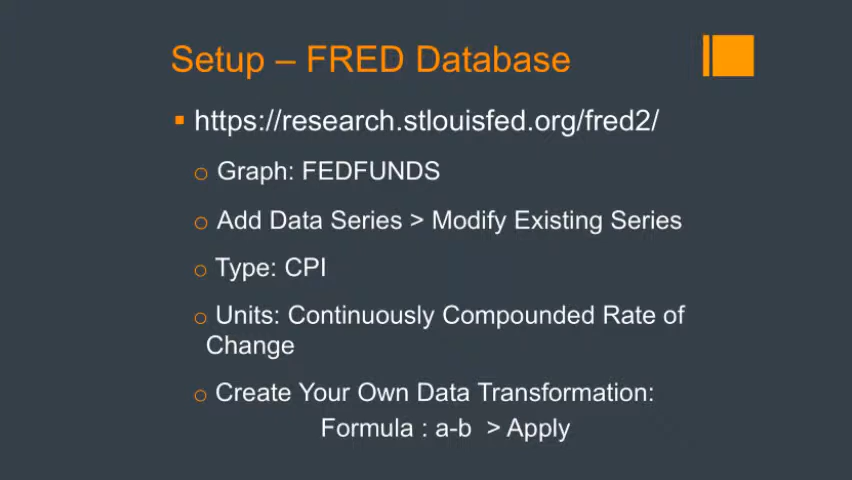 Setup – FRED Database
https://research.stlouisfed.org/fred2/
Graph: FEDFUNDS
Add Data Series > Modify Existing Series
Type: CPI
Units: Continuously Compounded Rate of
Change
Create Your Own Data Transformation:
Formula : a-b > Apply